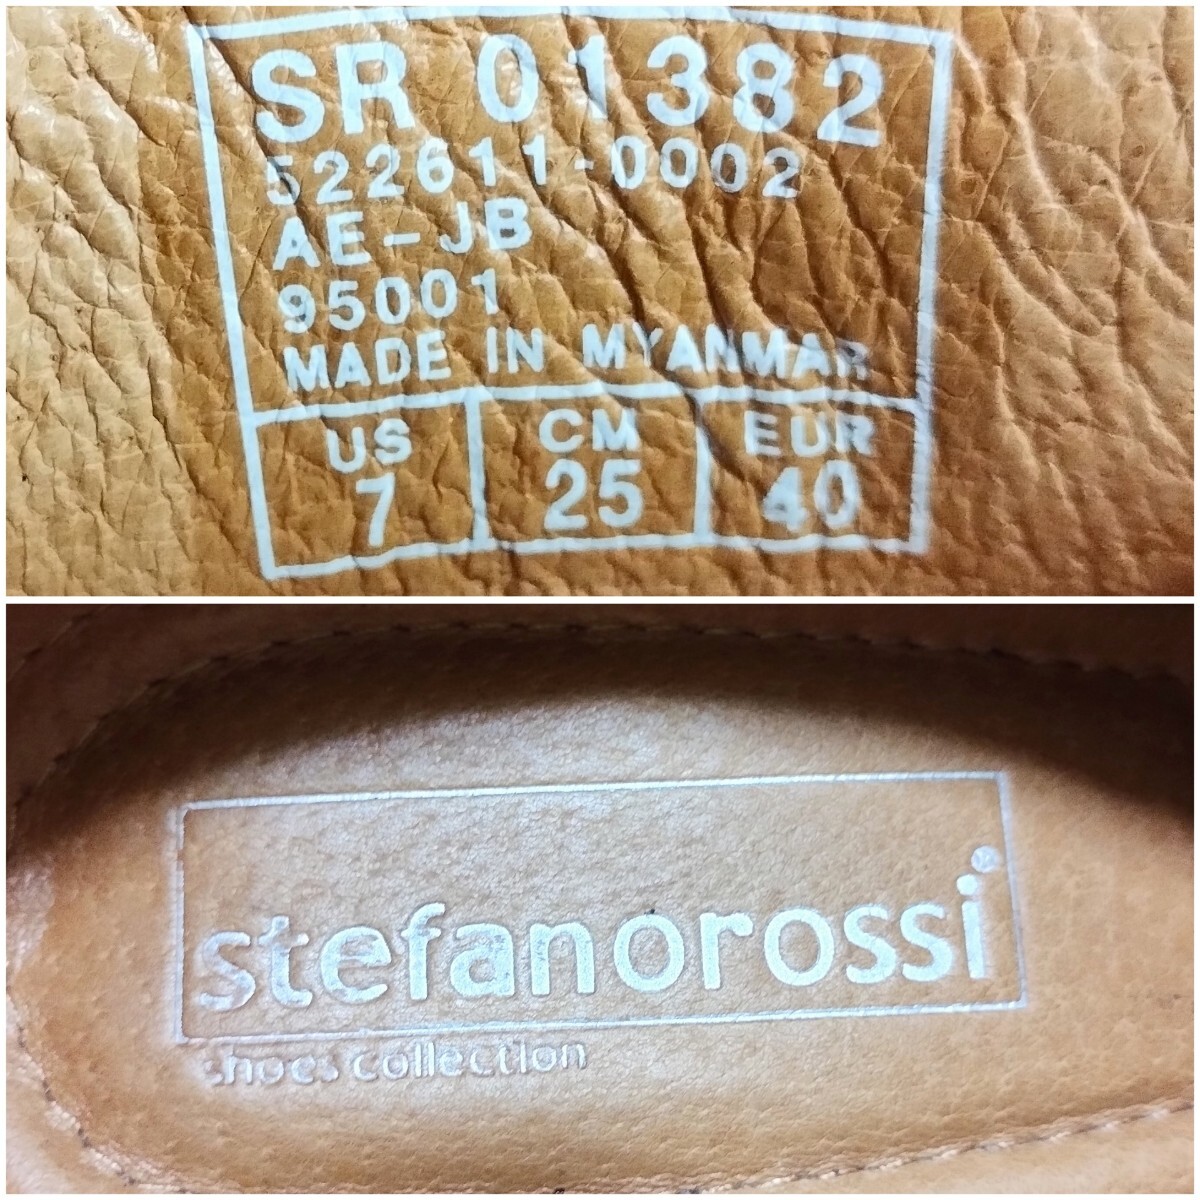 SR 01382
522611-0002
AE-JB
95001
MADE IN MYANMAR
US CM EUR
7 25 40
stefanorossi
shoes collection